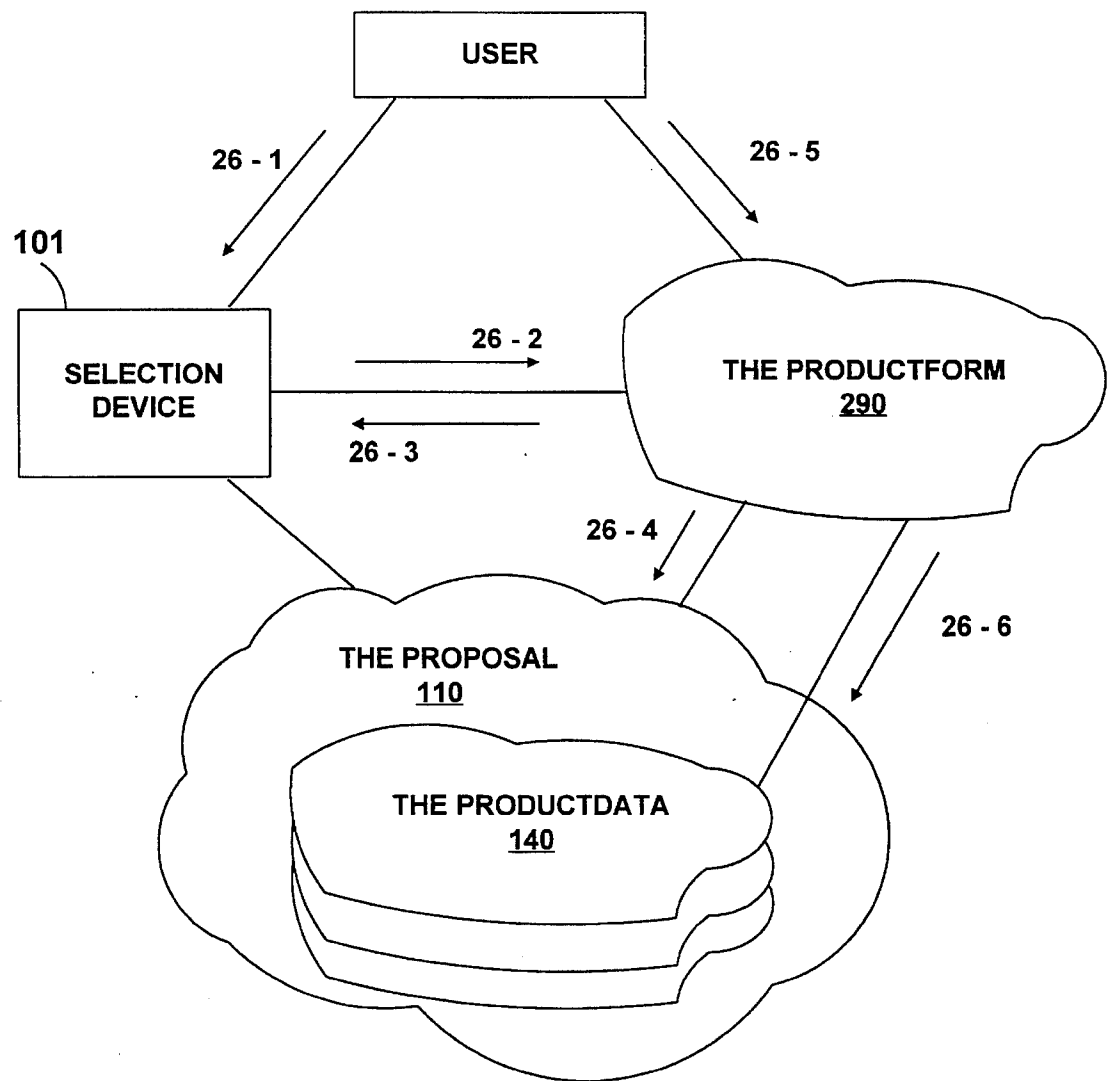 USER
26 - 1
26 - 5
101
26 - 2
SELECTION
DEVICE
THE PRODUCTFORM
290
26 - 3
26 - 4
26 - 6
THE PROPOSAL
110
THE PRODUCTDATA
140